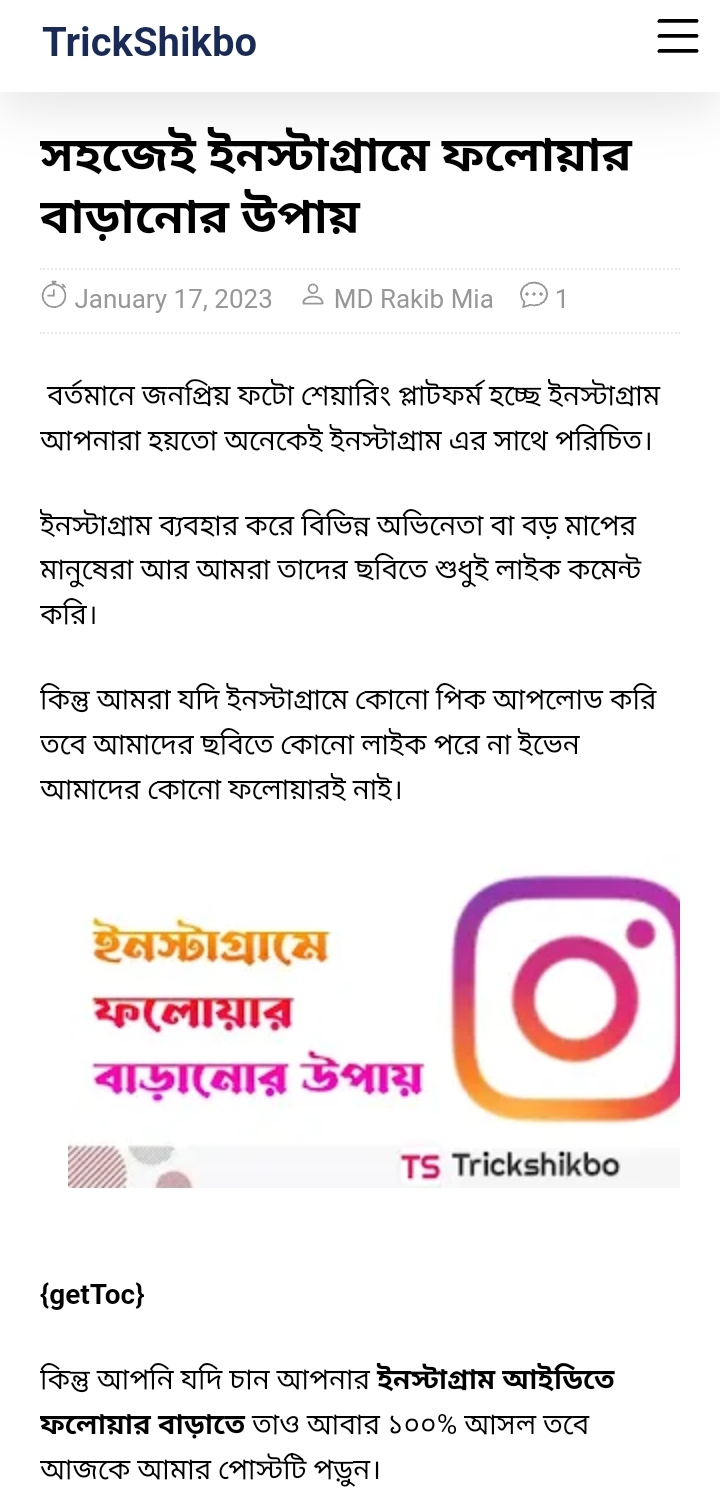 TrickShikbo
সহজেই ইনস্টাগ্রামে ফলোয়ার
বাড়ানোর উপায়
January 17, 2023 MD Rakib Mia 1
বর্তমানে জনপ্রিয় ফটো শেয়ারিং প্লাটফর্ম হচ্ছে ইনস্টাগ্রাম
আপনারা হয়তো অনেকেই ইনস্টাগ্রাম এর সাথে পরিচিত।
ইনস্টাগ্রাম ব্যবহার করে বিভিন্ন অভিনেতা বা বড় মাপের
মানুষেরা আর আমরা তাদের ছবিতে শুধুই লাইক কমেন্ট
করি।
কিন্তু আমরা যদি ইনস্টাগ্রামে কোনো পিক আপলোড করি
তবে আমাদের ছবিতে কোনো লাইক পরে না ইভেন
আমাদের কোনো ফলোয়ারই নাই।
ইনস্টাগ্রামে
ফলোয়ার
বাড়ানোর উপায়
TS Trickshikbo
{getToc}
কিন্তু আপনি যদি চান আপনার ইনস্টাগ্রাম আইডিতে
ফলোয়ার বাড়াতে তাও আবার ১০০% আসল তবে
আজকে আমার পোস্টটি পড়ুন।